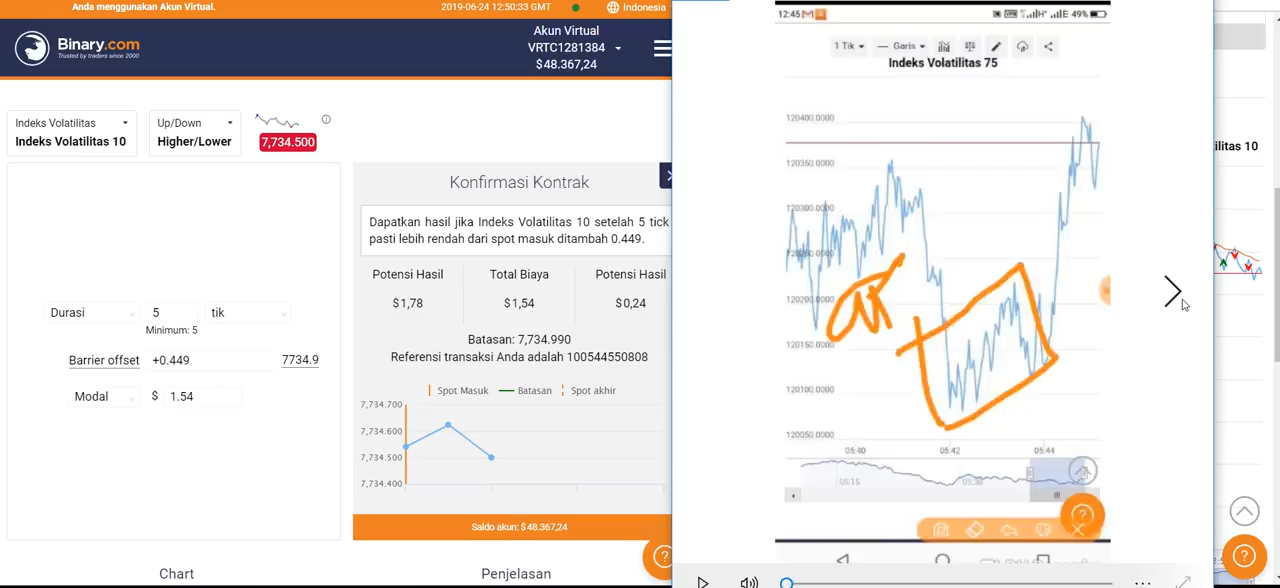 Anda menggunakan Akun Virtual.
2019-06-24 12:50:33 GMT
Indonesia
Binary.com
Trusted by traders since 2000
Akun Virtual
VRTC1281384
$48.367,24
Indeks Volatilitas
Indeks Volatilitas 10
Up/Down
Higher/Lower
7,734.500
Durasi
5
tik
Minimum: 5
Barrier offset
+0.449
7734.9
Modal
$
1.54
Konfirmasi Kontrak
Dapatkan hasil jika Indeks Volatilitas 10 setelah 5 tick
pasti lebih rendah dari spot masuk ditambah 0.449.
Potensi Hasil
Total Biaya
Potensi Hasil
$1,78
$1,54
$0,24
Batasan: 7,734.990
Referensi transaksi Anda adalah 100544550808
Spot Masuk
Batasan
Spot akhir
7,734.700
7,734.600
7,734.500
7,734.400
Saldo akun: $48.367,24
Chart
Penjelasan
12:45
49%
1 Tik
Garis
Indeks Volatilitas 75
120400.0000
120350.0000
120300.0000
120200.0000
120150.0000
120100.0000
120050.0000
05:40
05:42
05:44
05:15
05:30
ilitas 10